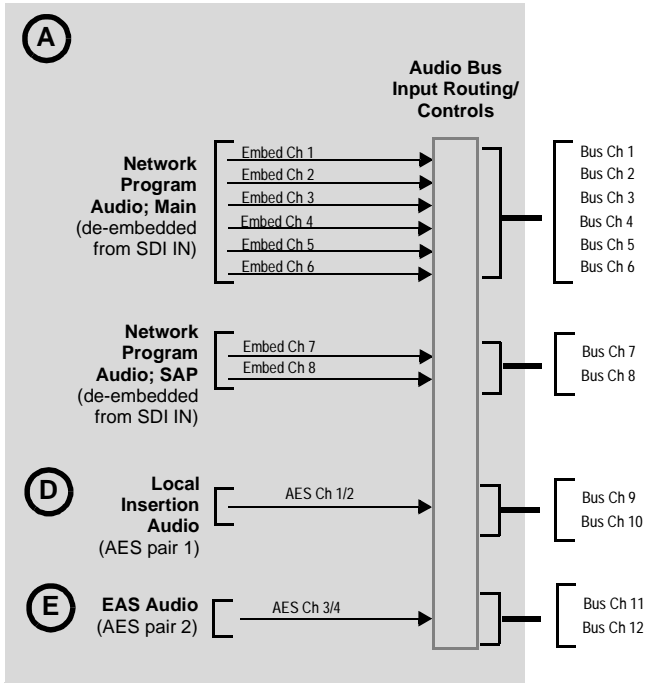 A
Audio Bus
Input Routing/
Controls
Network
Program
Audio; Main
(de-embedded
from SDI IN)
Embed Ch 1
Embed Ch 2
Embed Ch 3
Embed Ch 4
Embed Ch 5
Embed Ch 6
Bus Ch 1
Bus Ch 2
Bus Ch 3
Bus Ch 4
Bus Ch 5
Bus Ch 6
Network
Program
Audio; SAP
(de-embedded
from SDI IN)
Embed Ch 7
Embed Ch 8
Bus Ch 7
Bus Ch 8
D
Local
Insertion
Audio
(AES pair 1)
AES Ch 1/2
Bus Ch 9
Bus Ch 10
E
EAS Audio
(AES pair 2)
AES Ch 3/4
Bus Ch 11
Bus Ch 12